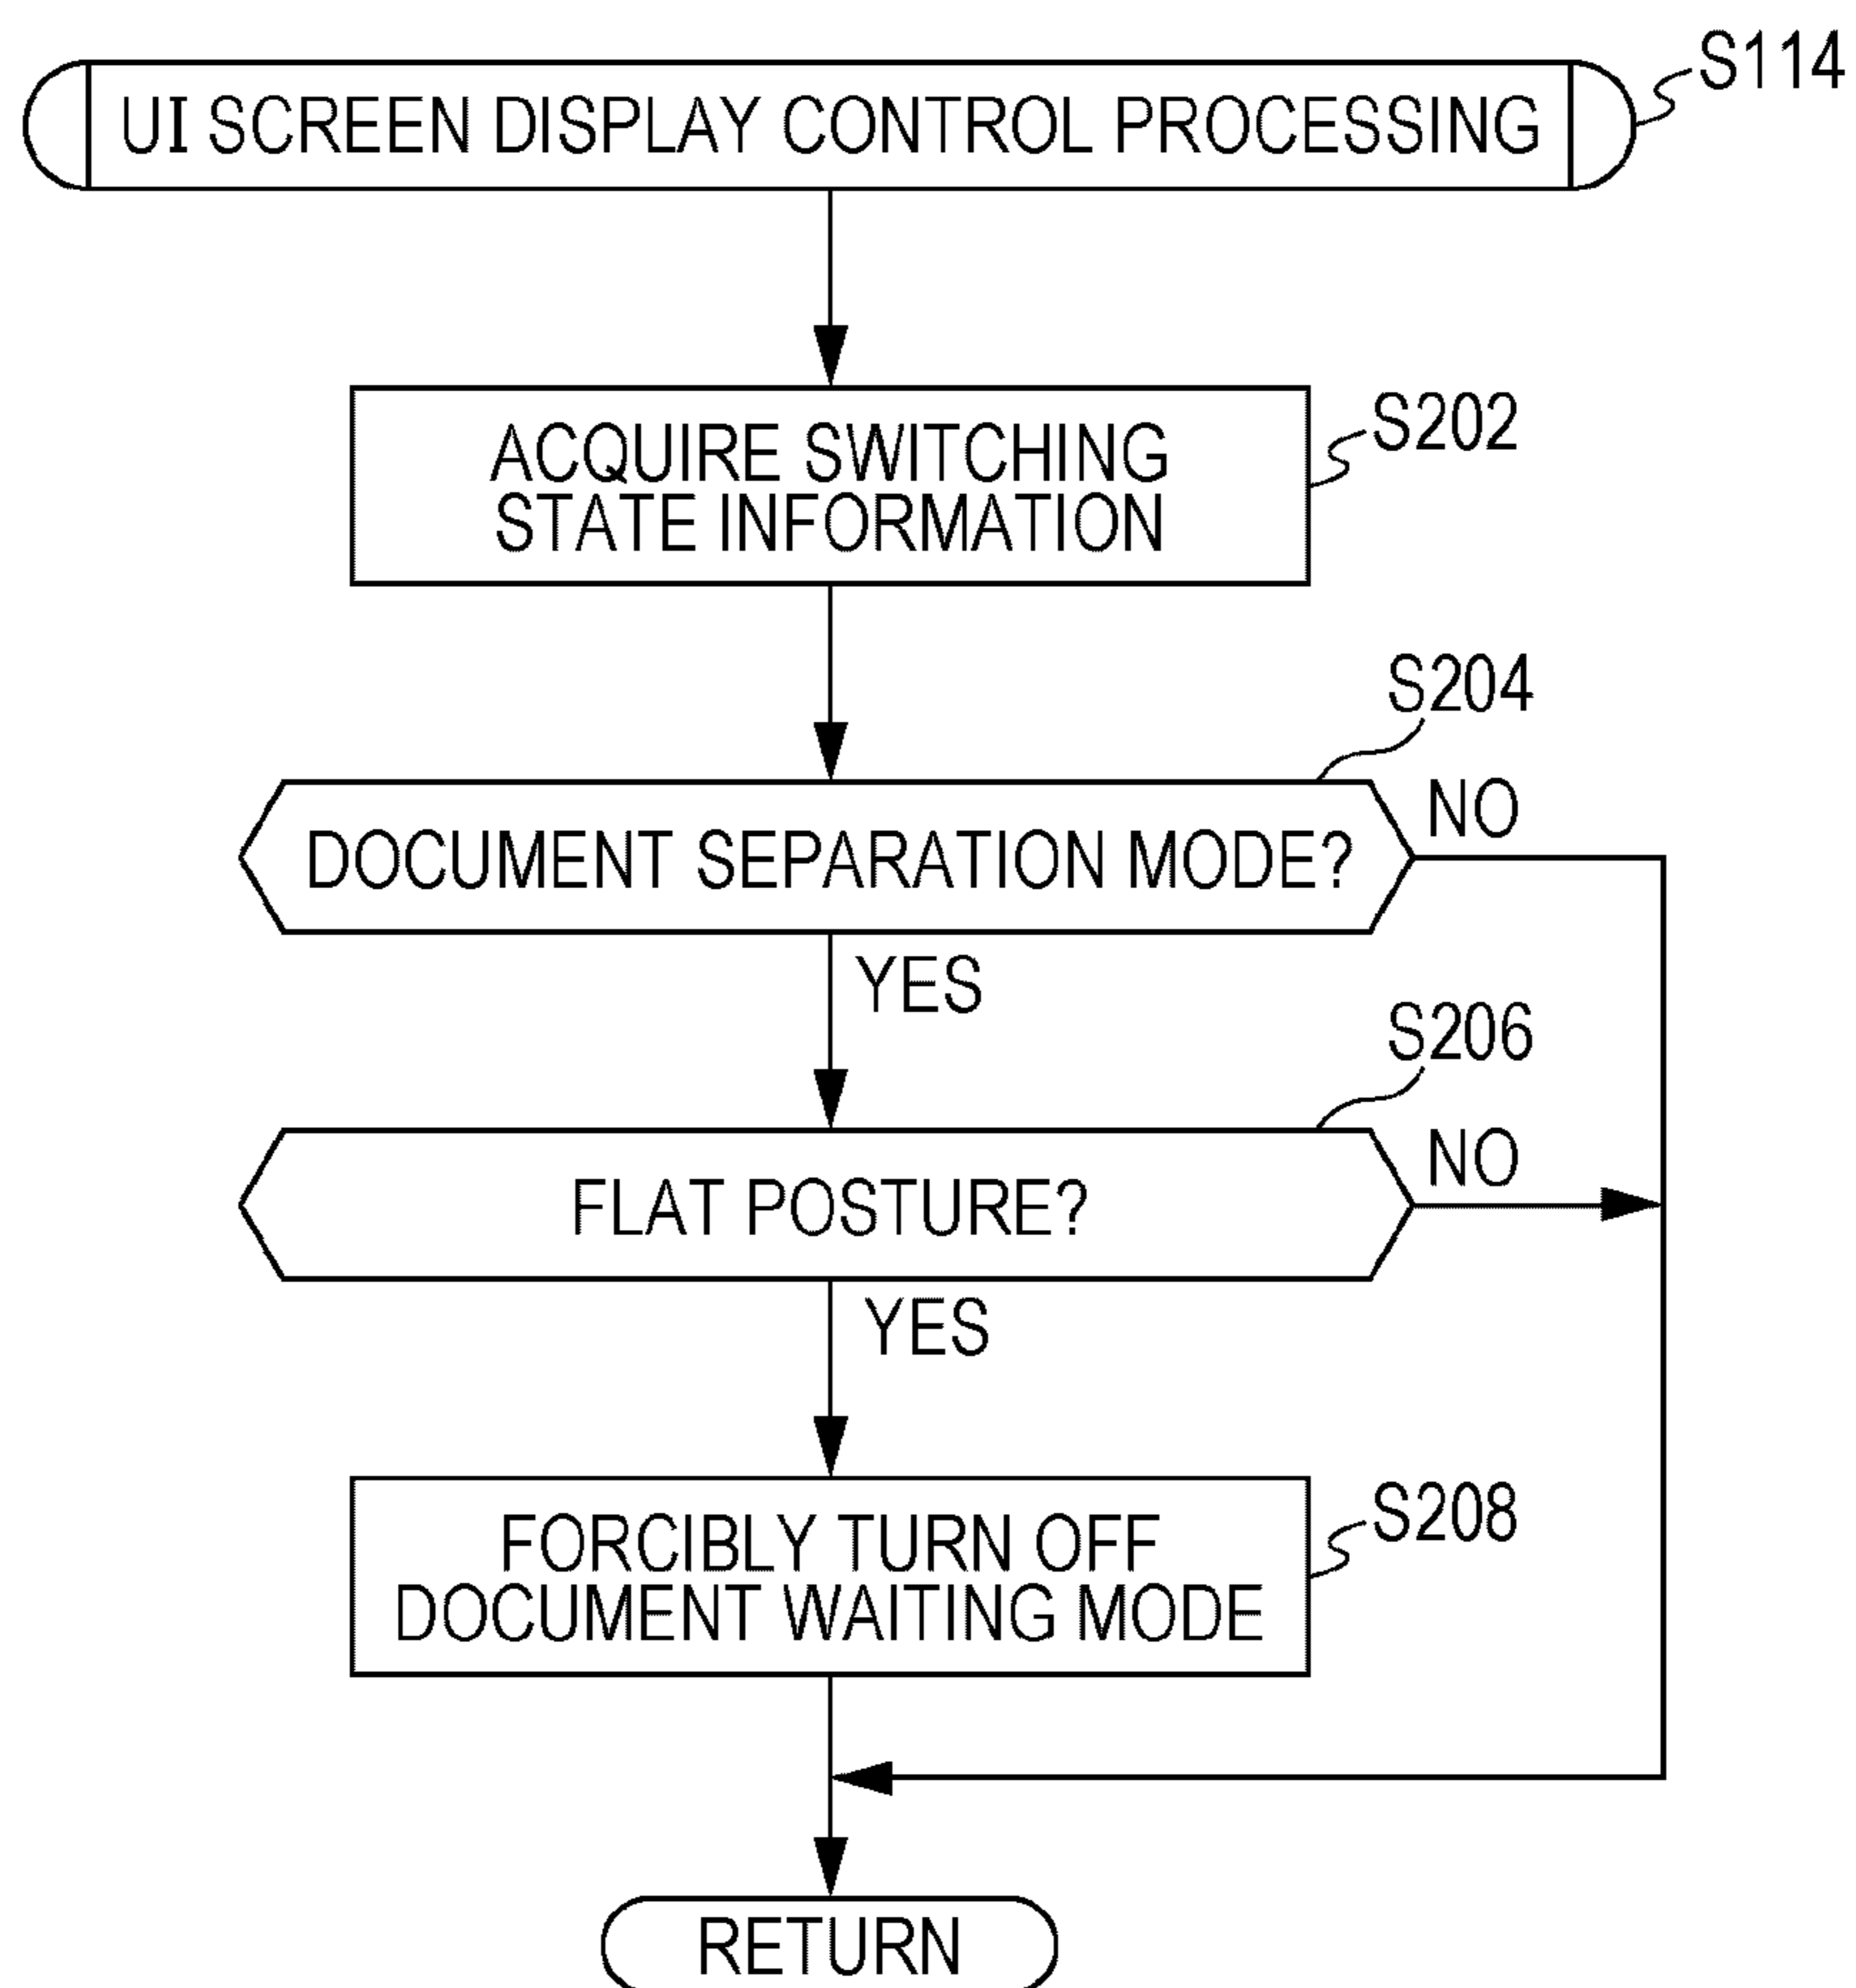 S114
UI SCREEN DISPLAY CONTROL PROCESSING
S202
ACQUIRE SWITCHING
STATE INFORMATION
S204
NO
DOCUMENT SEPARATION MODE?
YES
S206
NO
FLAT POSTURE?
YES
S208
FORCIBLY TURN OFF
DOCUMENT WAITING MODE
RETURN